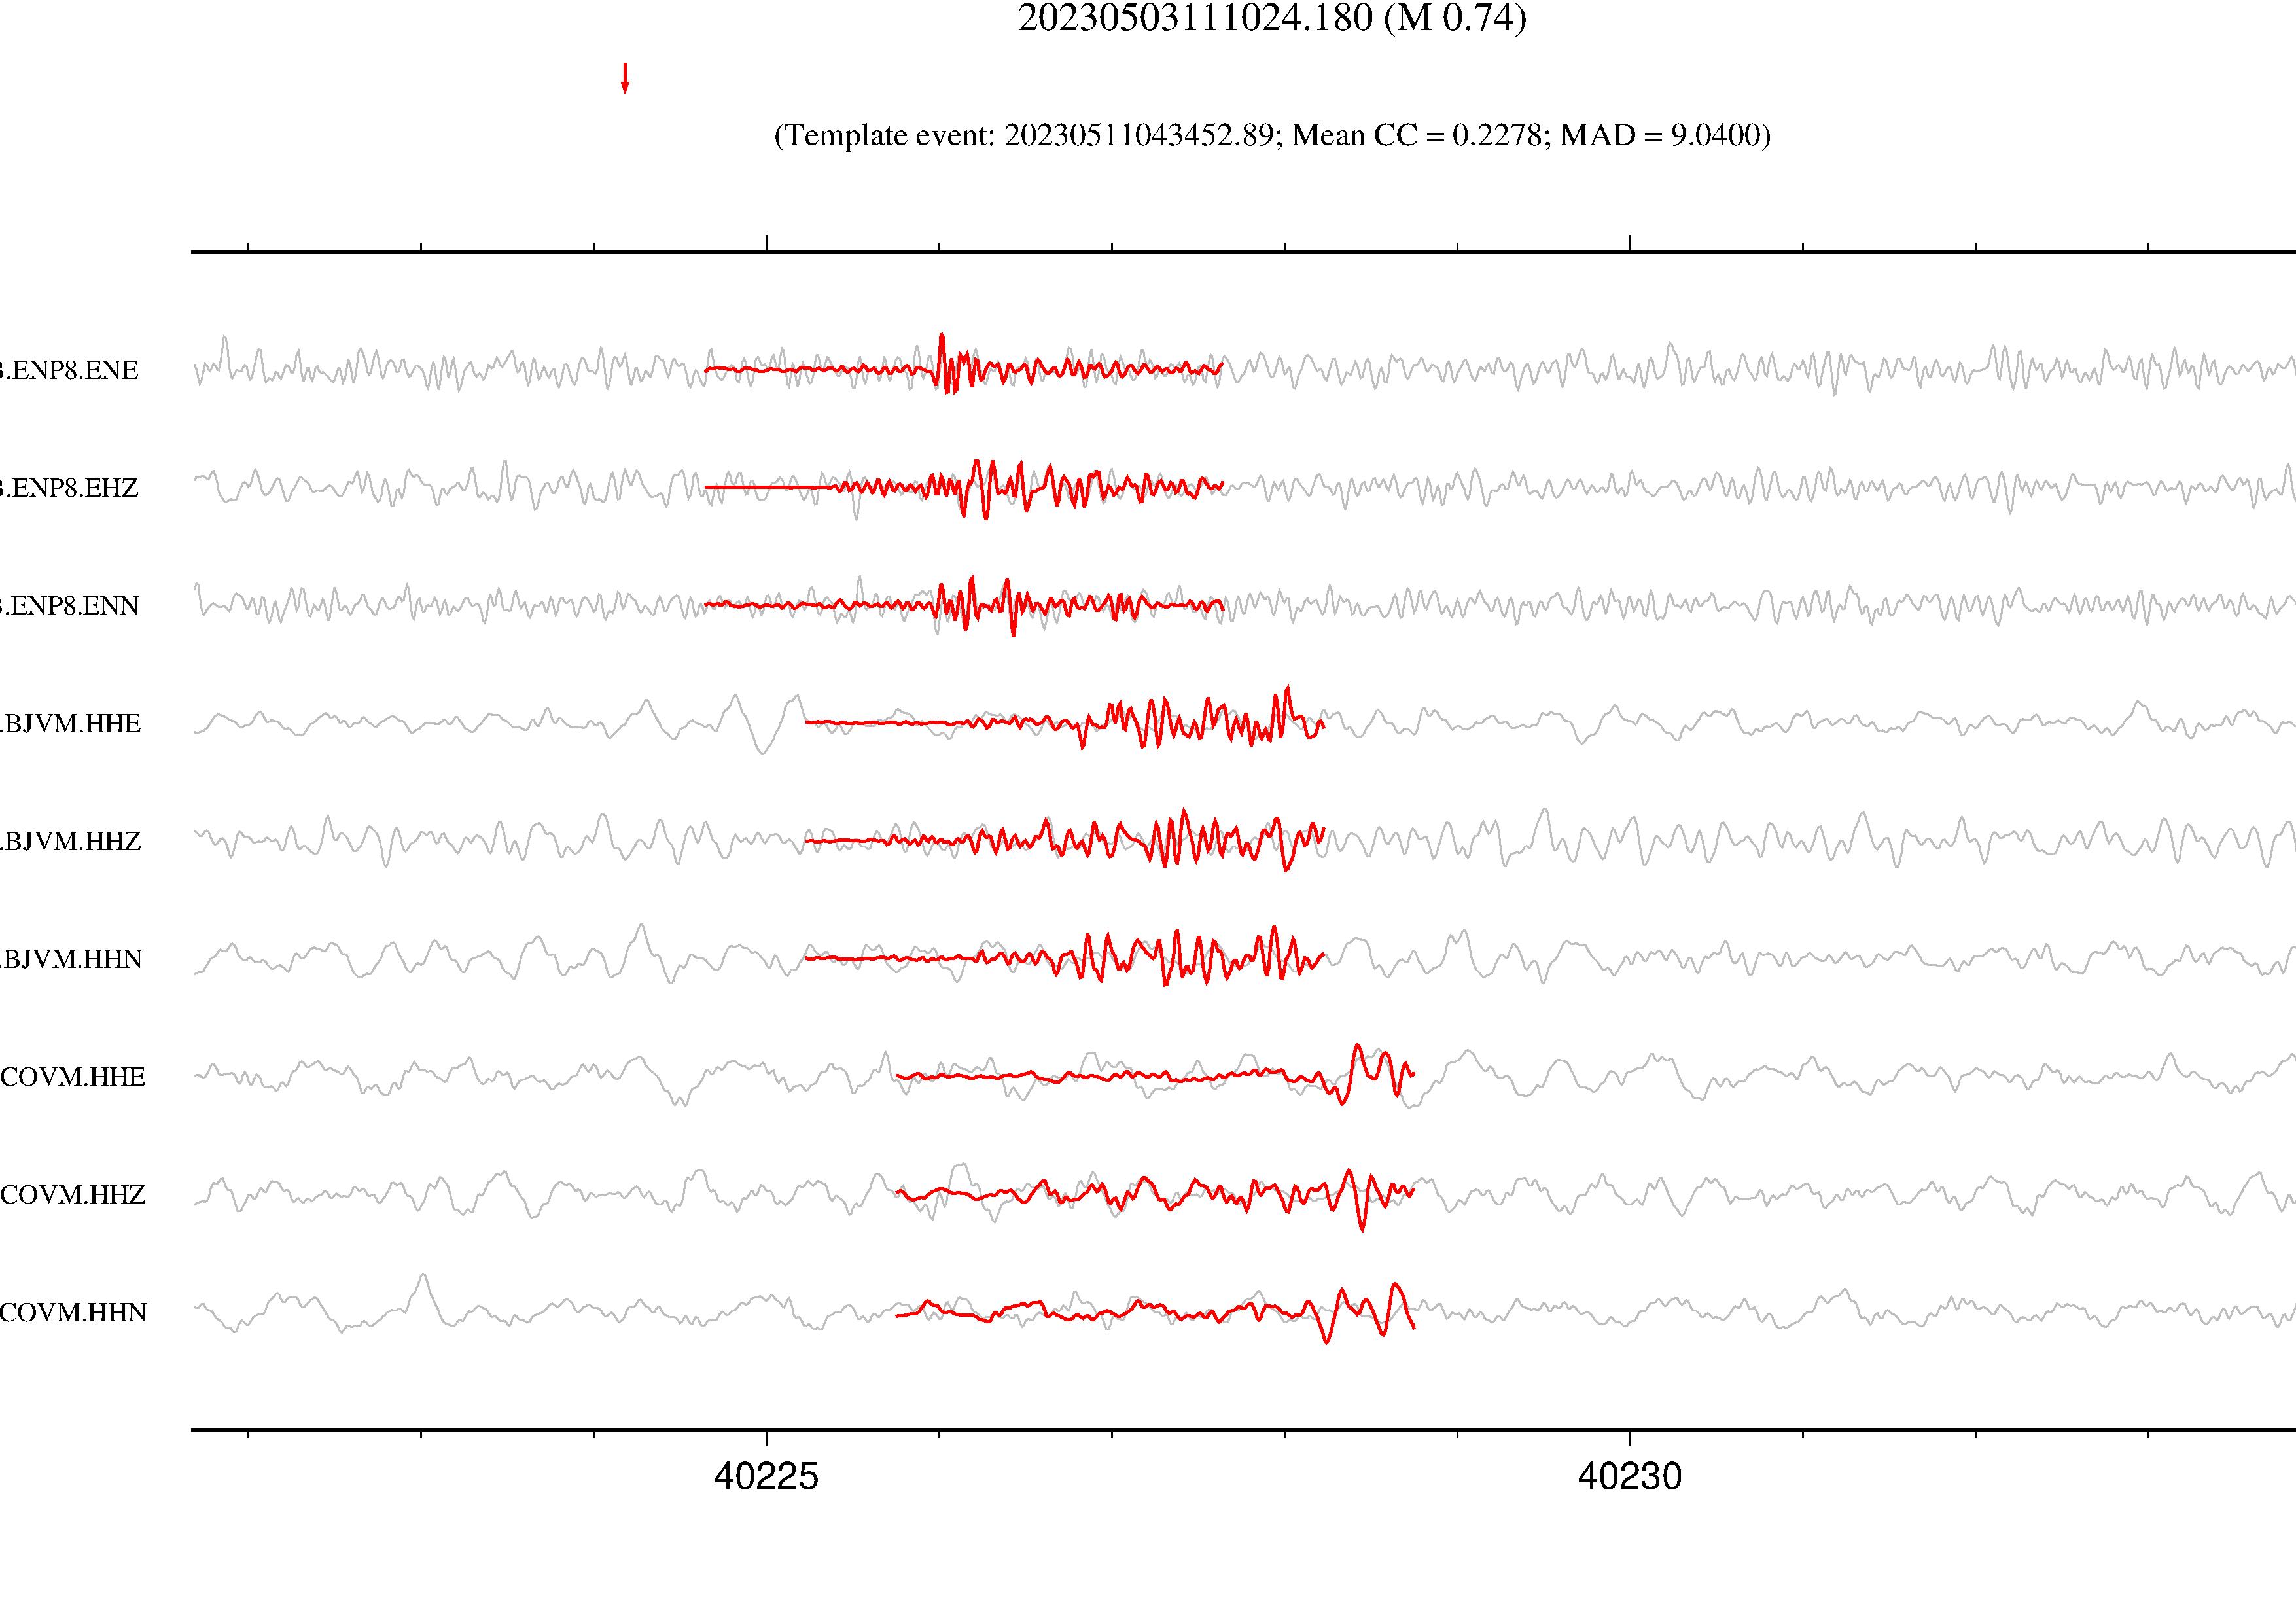 20230503111024.180 (M 0.74)
(Template event: 20230511043452.89; Mean CC = 0.2278; MAD = 9.0400)
.ENP8.ENE
.ENP8.EHZ
.ENP8.ENN
.BJVM.HHE
.BJVM.HHZ
.BJVM.HHN
COVM.HHE
COVM.HHZ
COVM.HHN
40225 40230